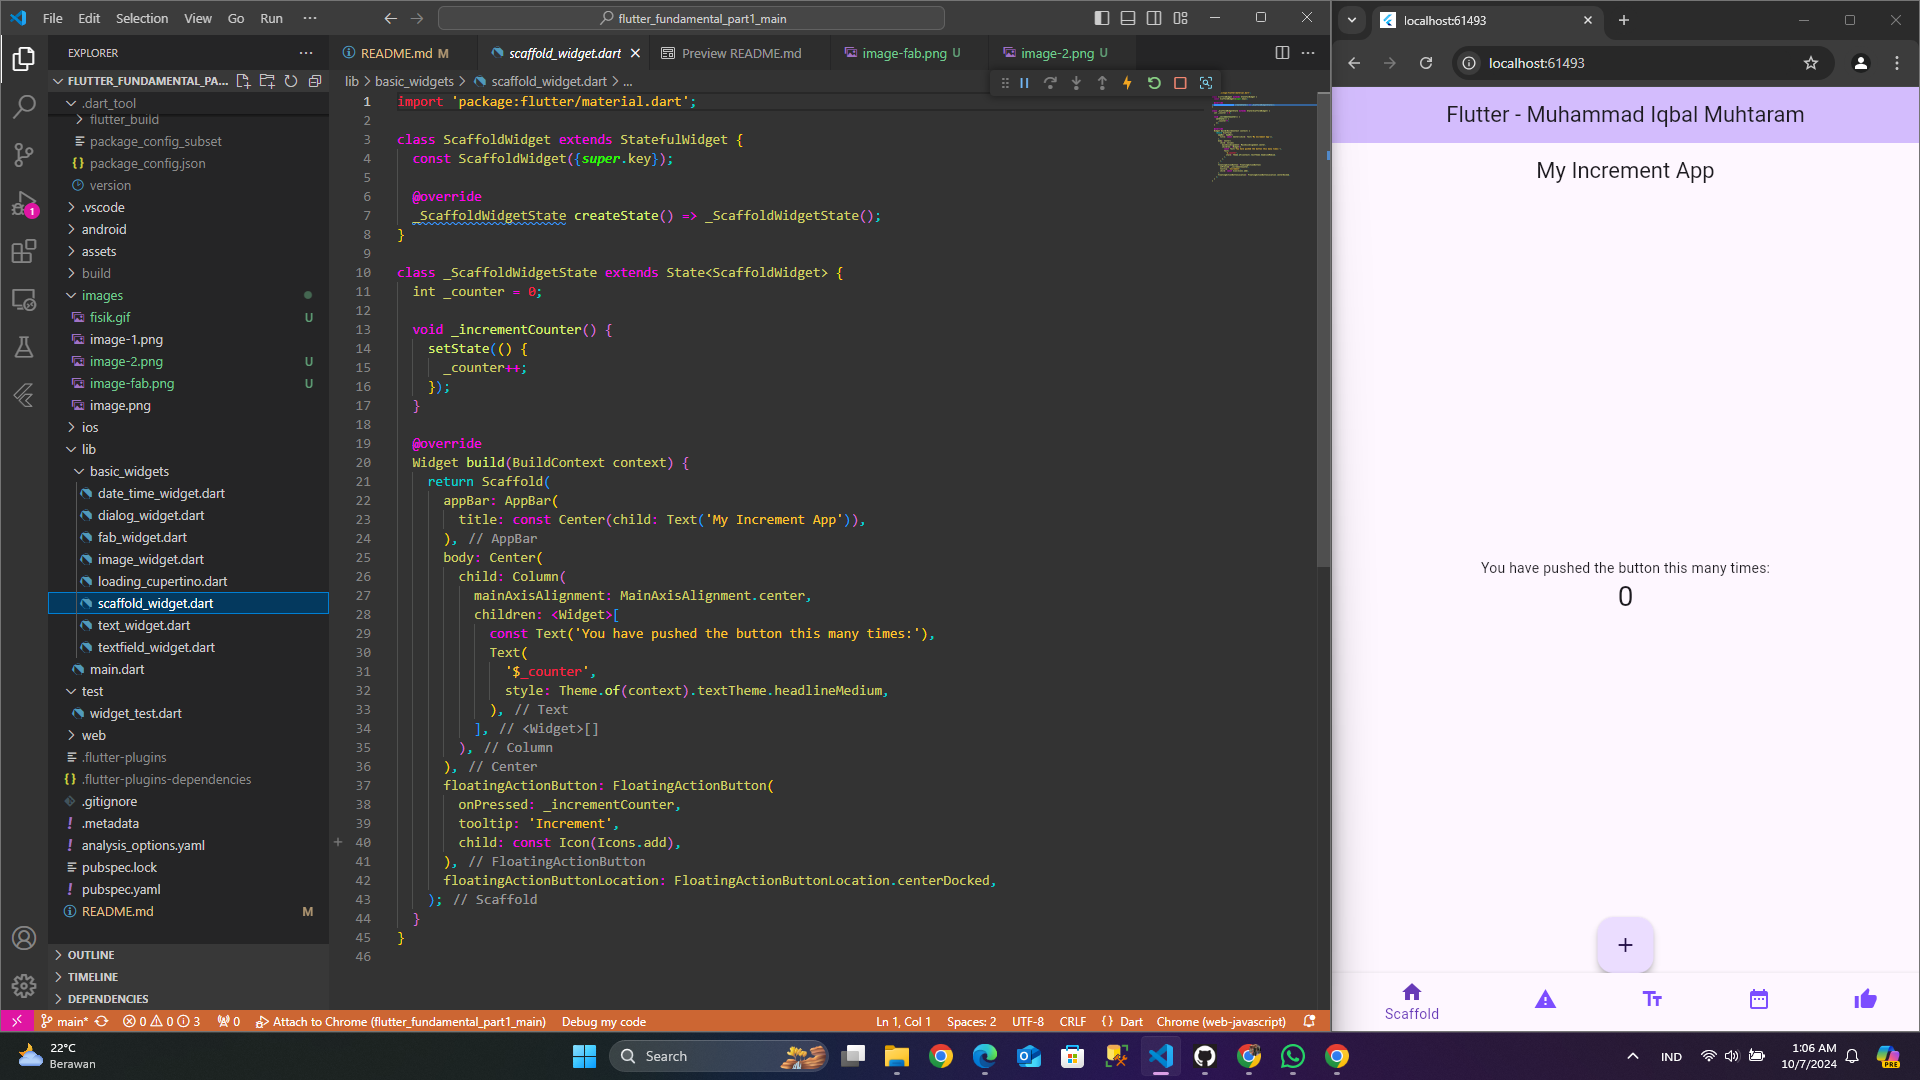 File Edit Selection View Go Run ···
flutter_fundamental_part1_main
EXPLORER
FLUTTER_FUNDAMENTAL_PA...
.dart_tool
flutter_build
package_config_subset
package_config.json
version
.vscode
android
assets
build
images
fisik.gif U
image-1.png
image-2.png U
image-fab.png U
image.png
ios
lib
basic_widgets
date_time_widget.dart
dialog_widget.dart
fab_widget.dart
image_widget.dart
loading_cupertino.dart
scaffold_widget.dart
text_widget.dart
textfield_widget.dart
main.dart
test
widget_test.dart
web
.flutter-plugins
.flutter-plugins-dependencies
.gitignore
.metadata
analysis_options.yaml
pubspec.lock
pubspec.yaml
README.md M
OUTLINE
TIMELINE
DEPENDENCIES
1
README.md M
scaffold_widget.dart
Preview README.md
image-fab.png U
image-2.png U
lib > basic_widgets > scaffold_widget.dart > ...
1 import 'package:flutter/material.dart';
2
3 class ScaffoldWidget extends StatefulWidget {
4 const ScaffoldWidget({super.key});
5
6 @override
7 _ScaffoldWidgetState createState() => _ScaffoldWidgetState();
8 }
9
10 class _ScaffoldWidgetState extends State<ScaffoldWidget> {
11 int _counter = 0;
12
13 void _incrementCounter() {
14 setState(() {
15 _counter++;
16 });
17 }
18
19 @override
20 Widget build(BuildContext context) {
21 return Scaffold(
22 appBar: AppBar(
23 title: const Center(child: Text('My Increment App')),
24 ), // AppBar
25 body: Center(
26 child: Column(
27 mainAxisAlignment: MainAxisAlignment.center,
28 children: <Widget>[
29 const Text('You have pushed the button this many times:'),
30 Text(
31 '$_counter',
32 style: Theme.of(context).textTheme.headlineMedium,
33 ), // Text
34 ], // <Widget>[]
35 ), // Column
36 ), // Center
37 floatingActionButton: FloatingActionButton(
38 onPressed: _incrementCounter,
39 tooltip: 'Increment',
40 child: const Icon(Icons.add),
41 ), // FloatingActionButton
42 floatingActionButtonLocation: FloatingActionButtonLocation.centerDocked,
43 ); // Scaffold
44 }
45 }
46
main* 0 0 3 0 Attach to Chrome (flutter_fundamental_part1_main) Debug my code
Ln 1, Col 1 Spaces: 2 UTF-8 CRLF {} Dart Chrome (web-javascript)
localhost:61493
localhost:61493
Flutter - Muhammad Iqbal Muhtaram
My Increment App
You have pushed the button this many times:
0
+
Scaffold
22°C
Berawan
Search
IND
1:06 AM
10/7/2024
PRE